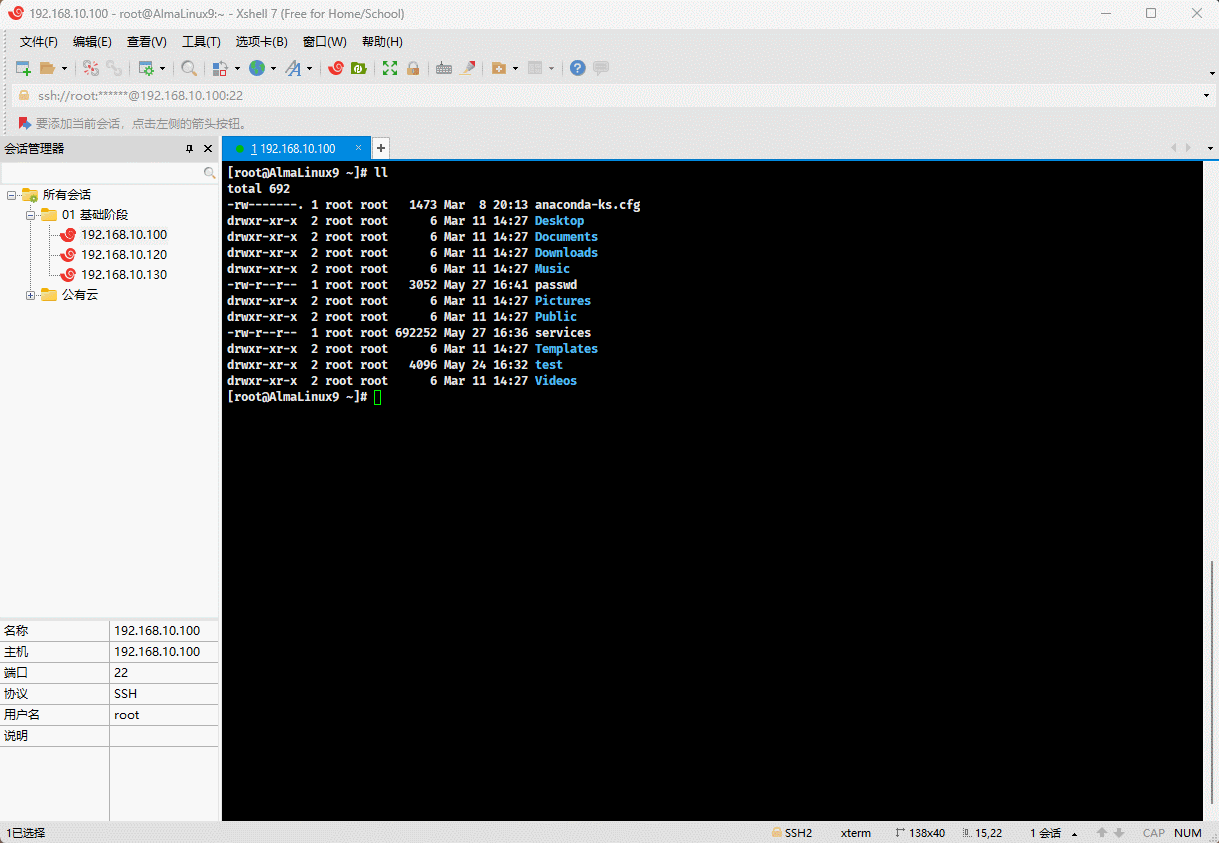 192.168.10.100 - root@AlmaLinux9:~ - Xshell 7 (Free for Home/School)
文件(F) 编辑(E) 查看(V) 工具(T) 选项卡(B) 窗口(W) 帮助(H)
ssh://root:******@192.168.10.100:22
要添加当前会话，点击左侧的箭头按钮。
会话管理器
所有会话
01 基础阶段
192.168.10.100
192.168.10.120
192.168.10.130
公有云
名称 192.168.10.100
主机 192.168.10.100
端口 22
协议 SSH
用户名 root
说明
1 192.168.10.100
[root@AlmaLinux9 ~]# ll
total 692
-rw-------. 1 root root   1473 Mar  8 20:13 anaconda-ks.cfg
drwxr-xr-x  2 root root      6 Mar 11 14:27 Desktop
drwxr-xr-x  2 root root      6 Mar 11 14:27 Documents
drwxr-xr-x  2 root root      6 Mar 11 14:27 Downloads
drwxr-xr-x  2 root root      6 Mar 11 14:27 Music
-rw-r--r--  1 root root   3052 May 27 16:41 passwd
drwxr-xr-x  2 root root      6 Mar 11 14:27 Pictures
drwxr-xr-x  2 root root      6 Mar 11 14:27 Public
-rw-r--r--  1 root root 692252 May 27 16:36 services
drwxr-xr-x  2 root root      6 Mar 11 14:27 Templates
drwxr-xr-x  2 root root   4096 May 24 16:32 test
drwxr-xr-x  2 root root      6 Mar 11 14:27 Videos
[root@AlmaLinux9 ~]#
1已选择 SSH2 xterm 138x40 15,22 1 会话 CAP NUM